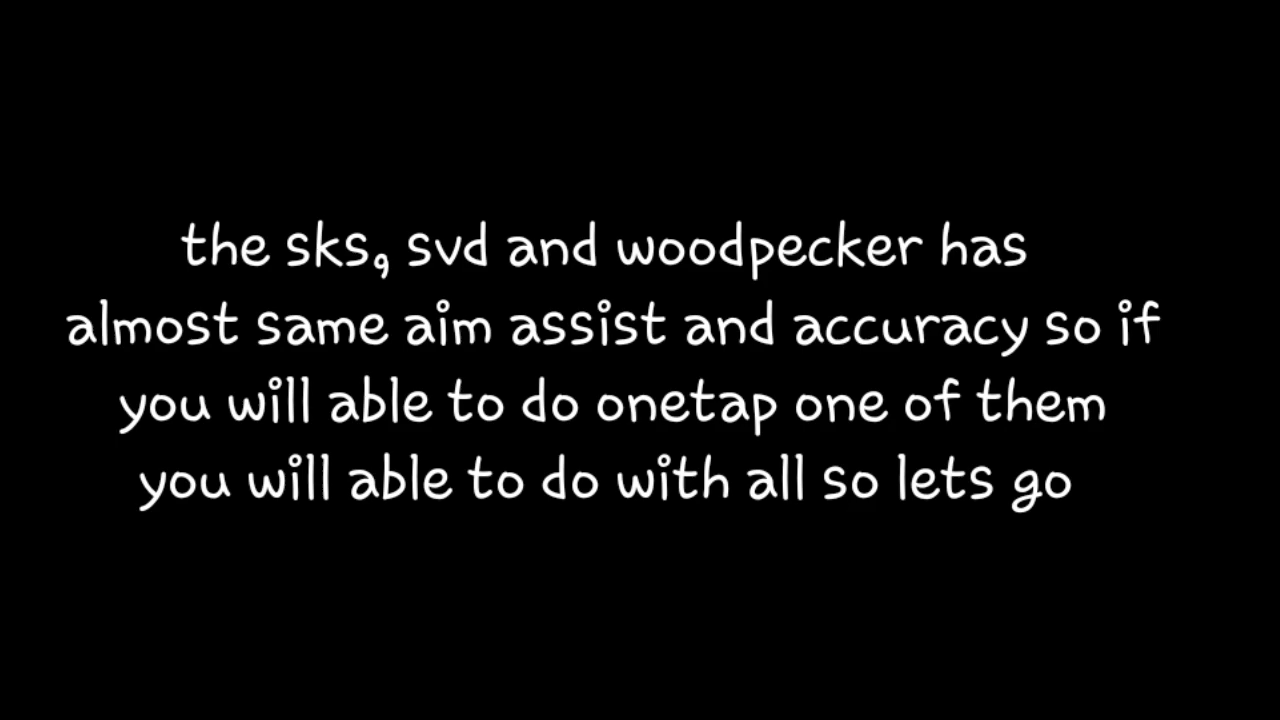 the sks, svd and woodpecker has
almost same aim assist and accuracy so if
you will able to do onetap one of them
you will able to do with all so lets go